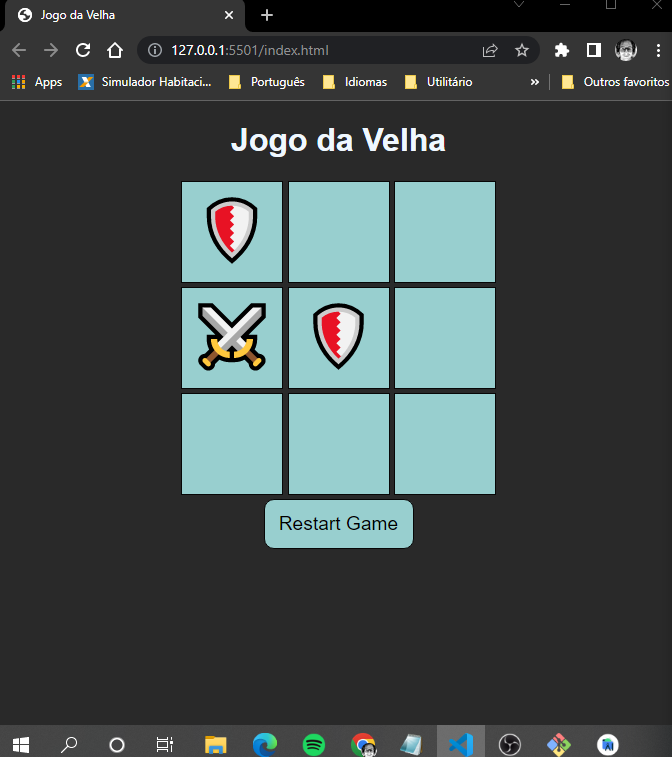 Jogo da Velha
127.0.0.1:5501/index.html
Apps Simulador Habitaci... Português Idiomas Utilitário » Outros favoritos
Jogo da Velha
Restart Game